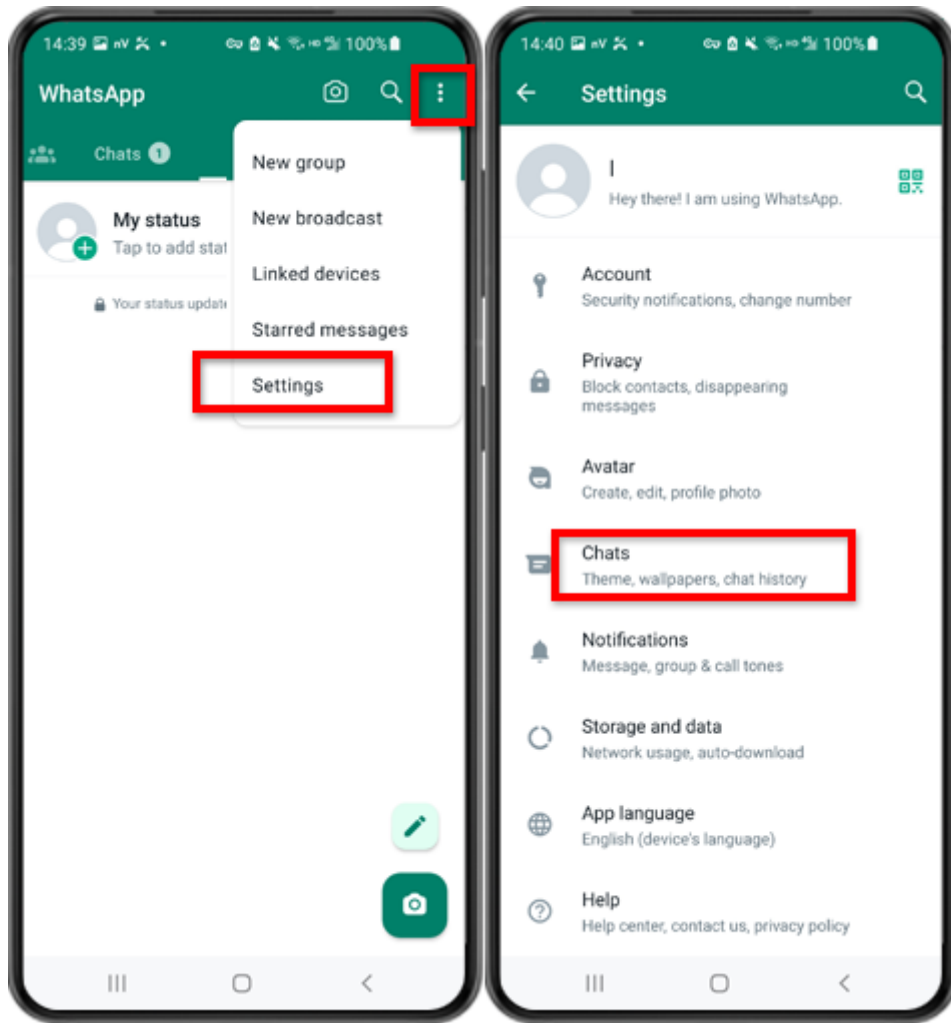 14:39
100%
WhatsApp
Chats 1
New group
New broadcast
Linked devices
Starred messages
Settings
My status
Tap to add stat
Your status update
14:40
100%
Settings
I
Hey there! I am using WhatsApp.
Account
Security notifications, change number
Privacy
Block contacts, disappearing
messages
Avatar
Create, edit, profile photo
Chats
Theme, wallpapers, chat history
Notifications
Message, group & call tones
Storage and data
Network usage, auto-download
App language
English (device's language)
Help
Help center, contact us, privacy policy